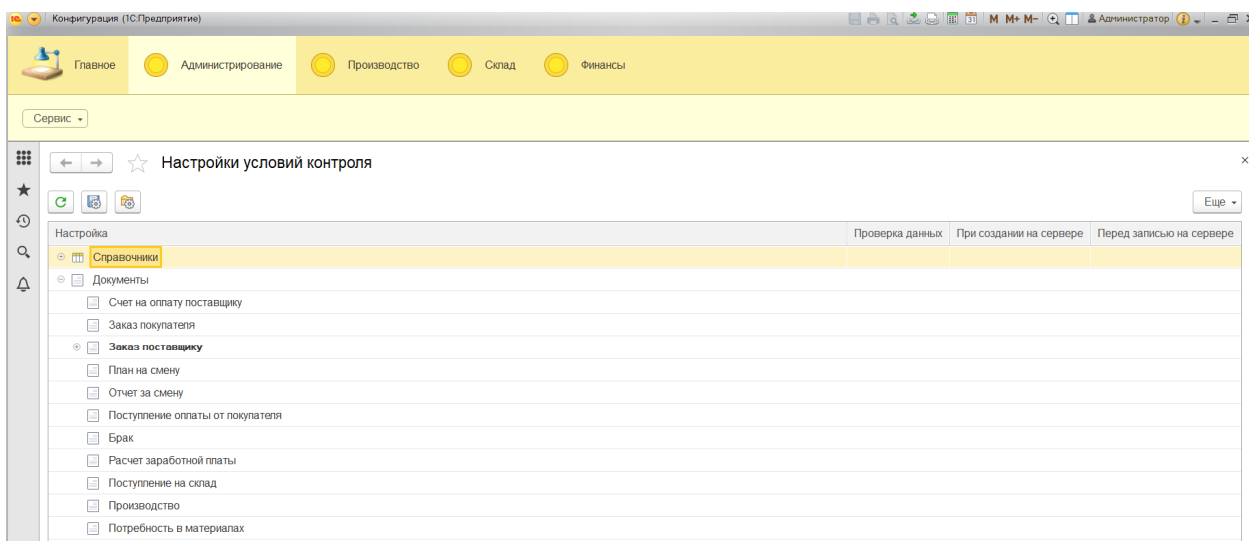 1С Конфигурация (1С:Предприятие) 31 M M+ M- Администратор
Главное Администрирование Производство Склад Финансы
Сервис
Настройки условий контроля
Еще
Настройка Проверка данных При создании на сервере Перед записью на сервере
Справочники
Документы
Счет на оплату поставщику
Заказ покупателя
Заказ поставщику
План на смену
Отчет за смену
Поступление оплаты от покупателя
Брак
Расчет заработной платы
Поступление на склад
Производство
Потребность в материалах